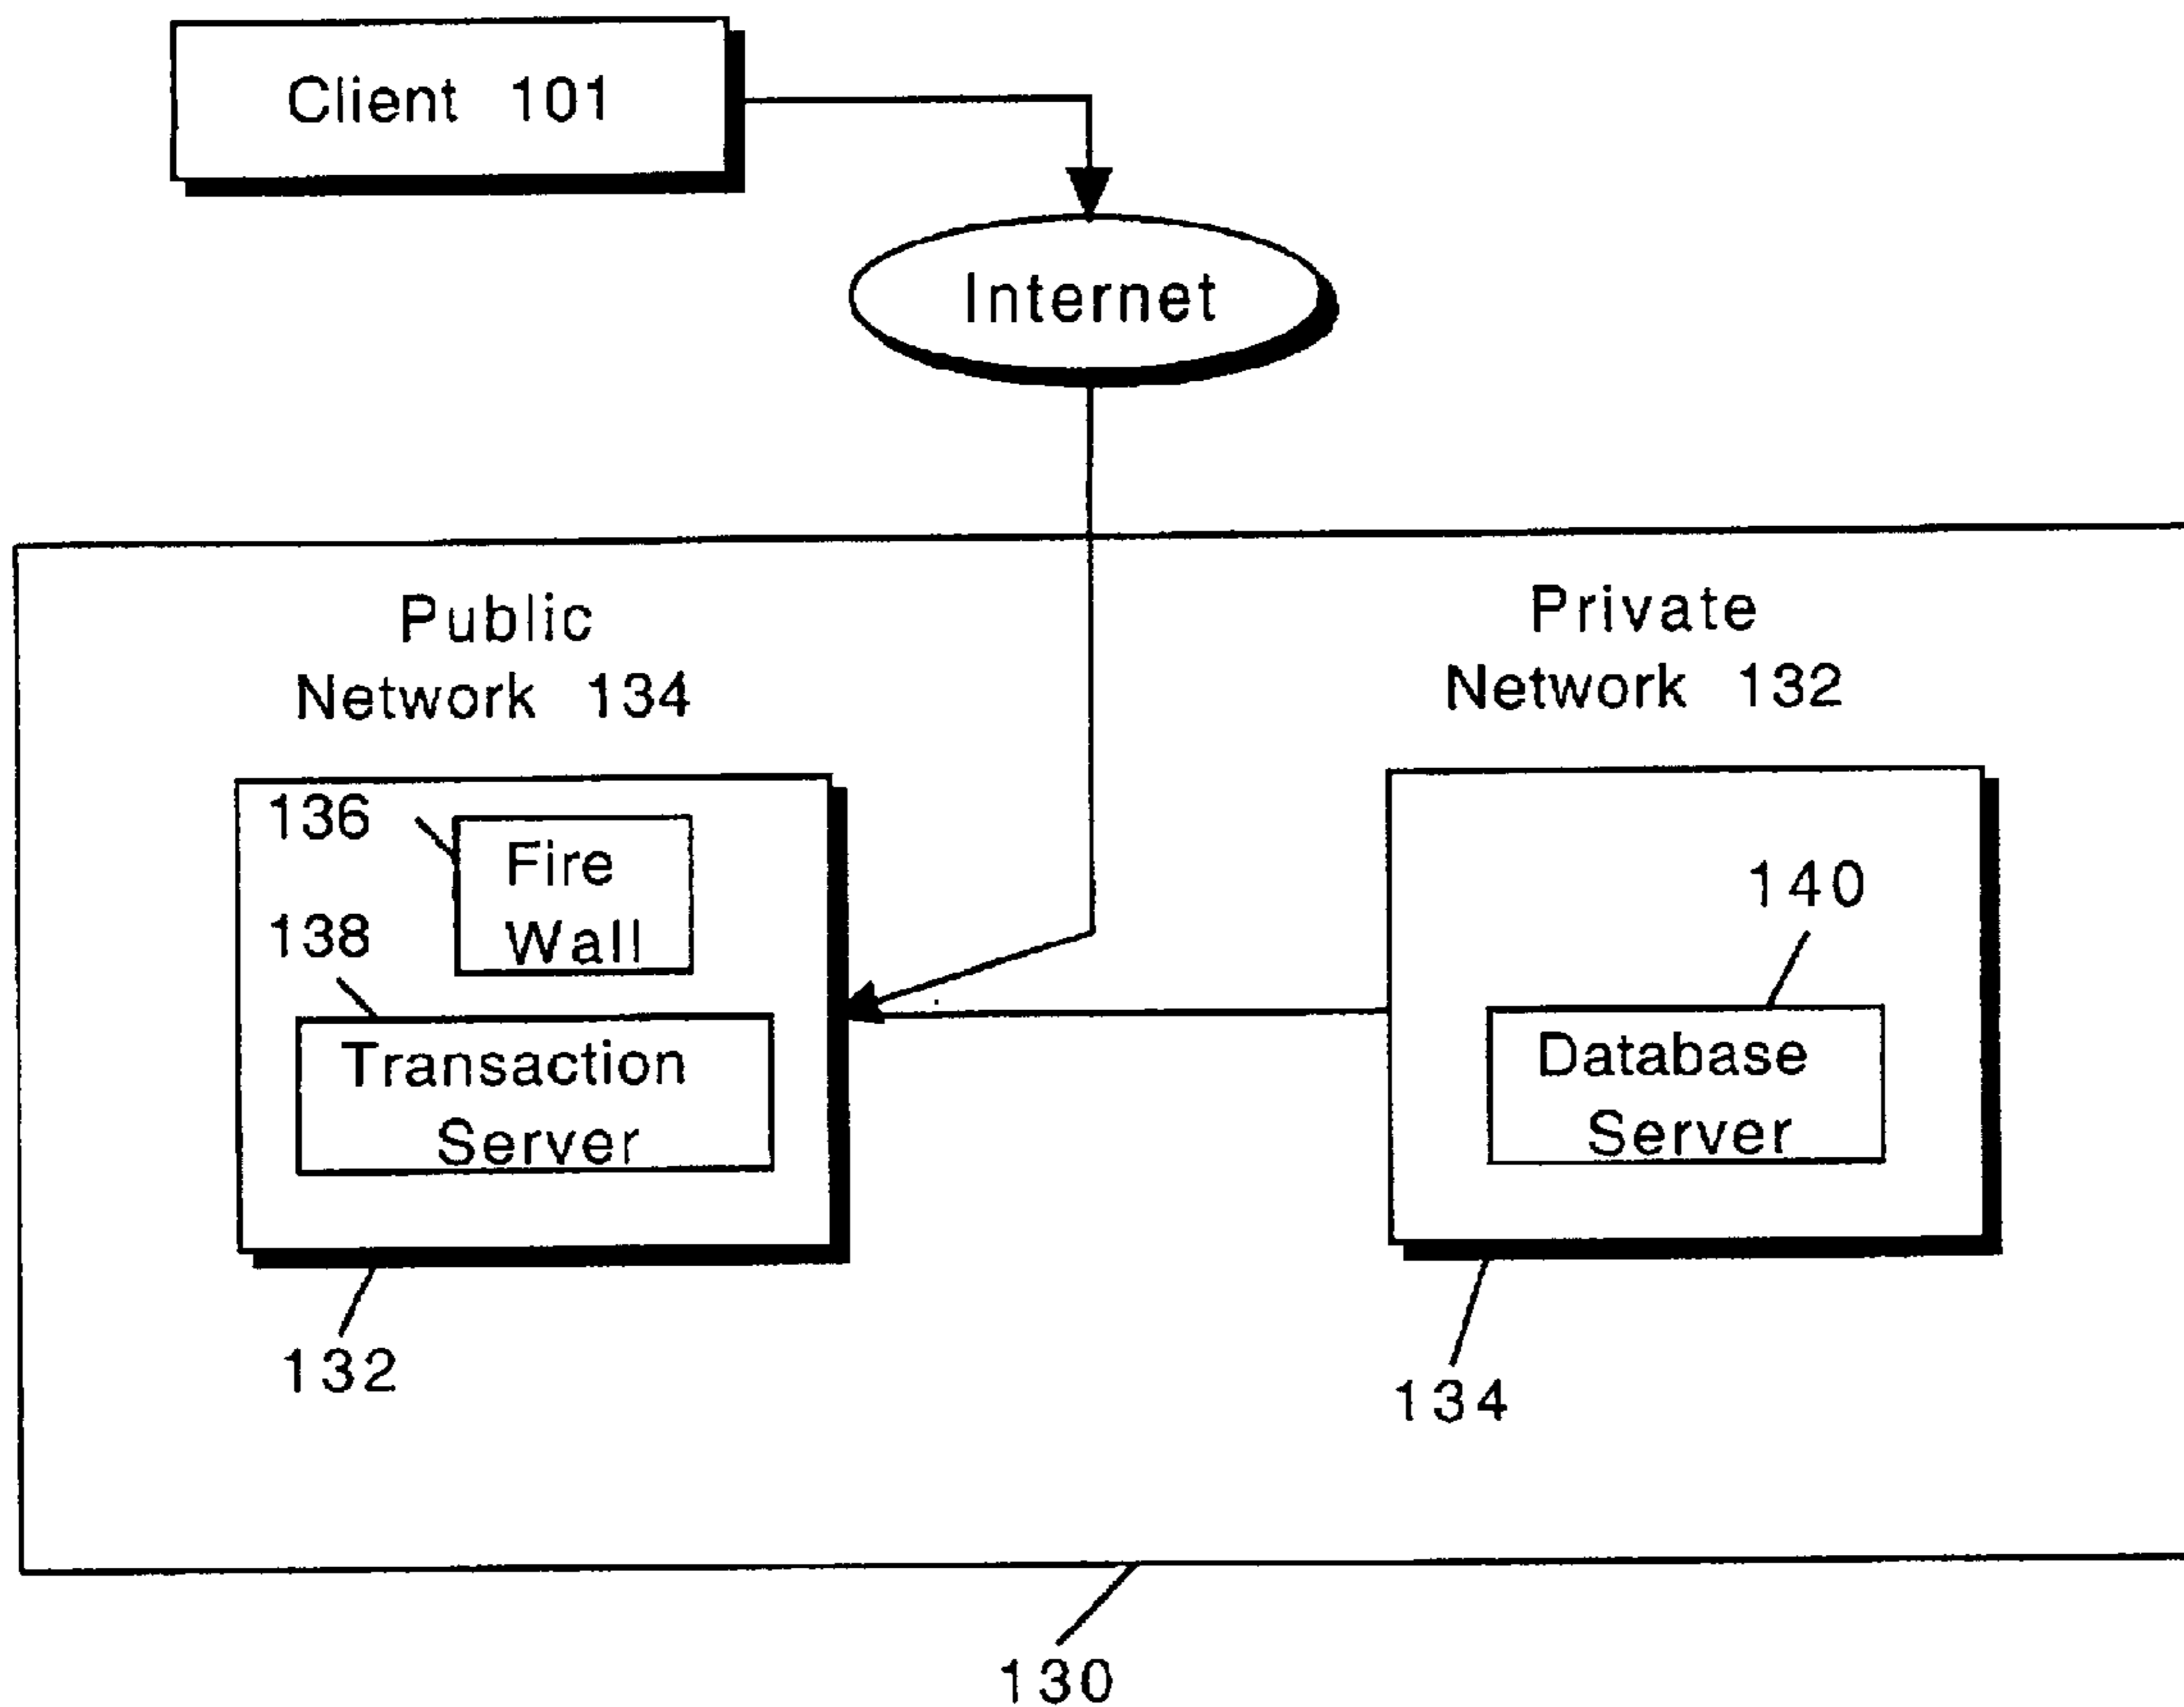 Client 101
Internet
Public
Network 134
Private
Network 132
136
Fire
Wall
138
Transaction
Server
140
Database
Server
132
134
130